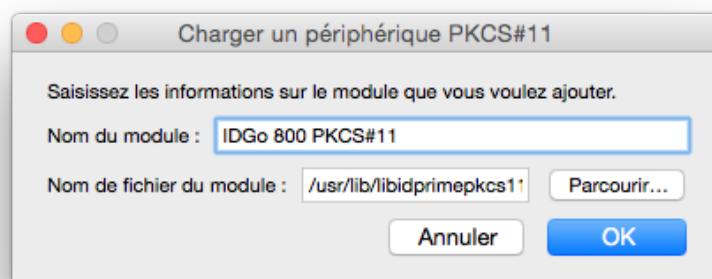 Charger un périphérique PKCS#11
Saisissez les informations sur le module que vous voulez ajouter.
Nom du module : IDGo 800 PKCS#11
Nom de fichier du module : /usr/lib/libidprimepkcs11 Parcourir...
Annuler OK